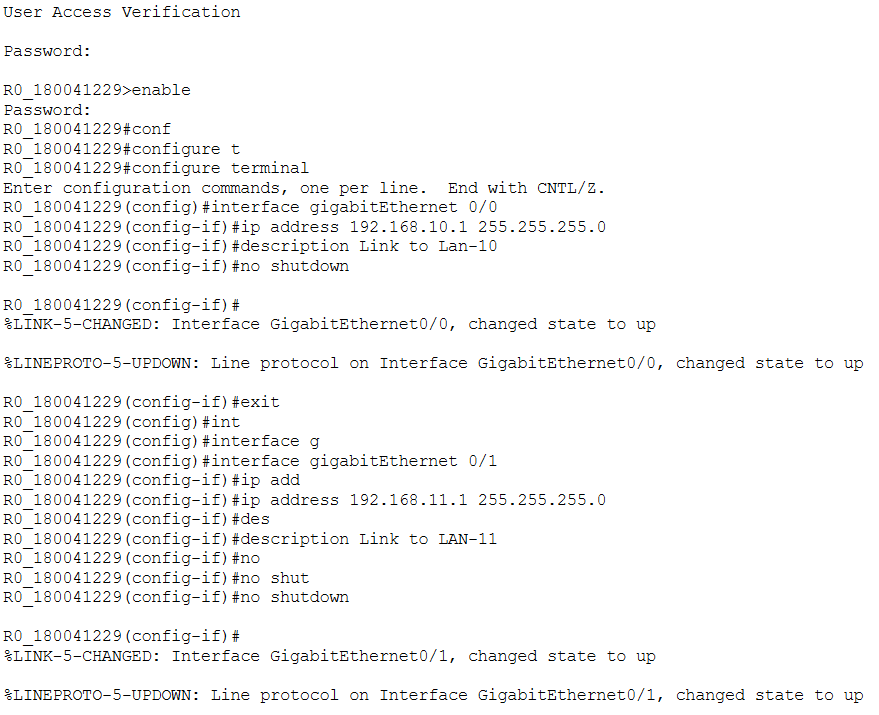 User Access Verification
Password:
R0_180041229>enable
Password:
R0_180041229#conf
R0_180041229#configure t
R0_180041229#configure terminal
Enter configuration commands, one per line.  End with CNTL/Z.
R0_180041229(config)#interface gigabitEthernet 0/0
R0_180041229(config-if)#ip address 192.168.10.1 255.255.255.0
R0_180041229(config-if)#description Link to Lan-10
R0_180041229(config-if)#no shutdown
R0_180041229(config-if)#
%LINK-5-CHANGED: Interface GigabitEthernet0/0, changed state to up
%LINEPROTO-5-UPDOWN: Line protocol on Interface GigabitEthernet0/0, changed state to up
R0_180041229(config-if)#exit
R0_180041229(config)#int
R0_180041229(config)#interface g
R0_180041229(config)#interface gigabitEthernet 0/1
R0_180041229(config-if)#ip add
R0_180041229(config-if)#ip address 192.168.11.1 255.255.255.0
R0_180041229(config-if)#des
R0_180041229(config-if)#description Link to LAN-11
R0_180041229(config-if)#no
R0_180041229(config-if)#no shut
R0_180041229(config-if)#no shutdown
R0_180041229(config-if)#
%LINK-5-CHANGED: Interface GigabitEthernet0/1, changed state to up
%LINEPROTO-5-UPDOWN: Line protocol on Interface GigabitEthernet0/1, changed state to up